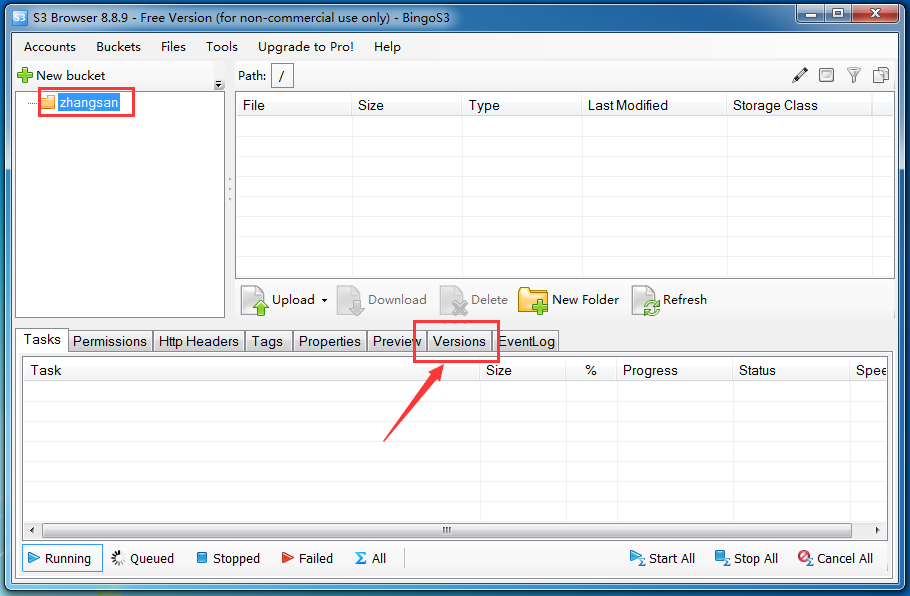 S3 Browser 8.8.9 - Free Version (for non-commercial use only) - BingoS3
Accounts Buckets Files Tools Upgrade to Pro! Help
New bucket
Path: /
zhangsan
File Size Type Last Modified Storage Class
Upload Download Delete New Folder Refresh
Tasks Permissions Http Headers Tags Properties Preview Versions EventLog
Task Size % Progress Status Spee
Running Queued Stopped Failed All Start All Stop All Cancel All